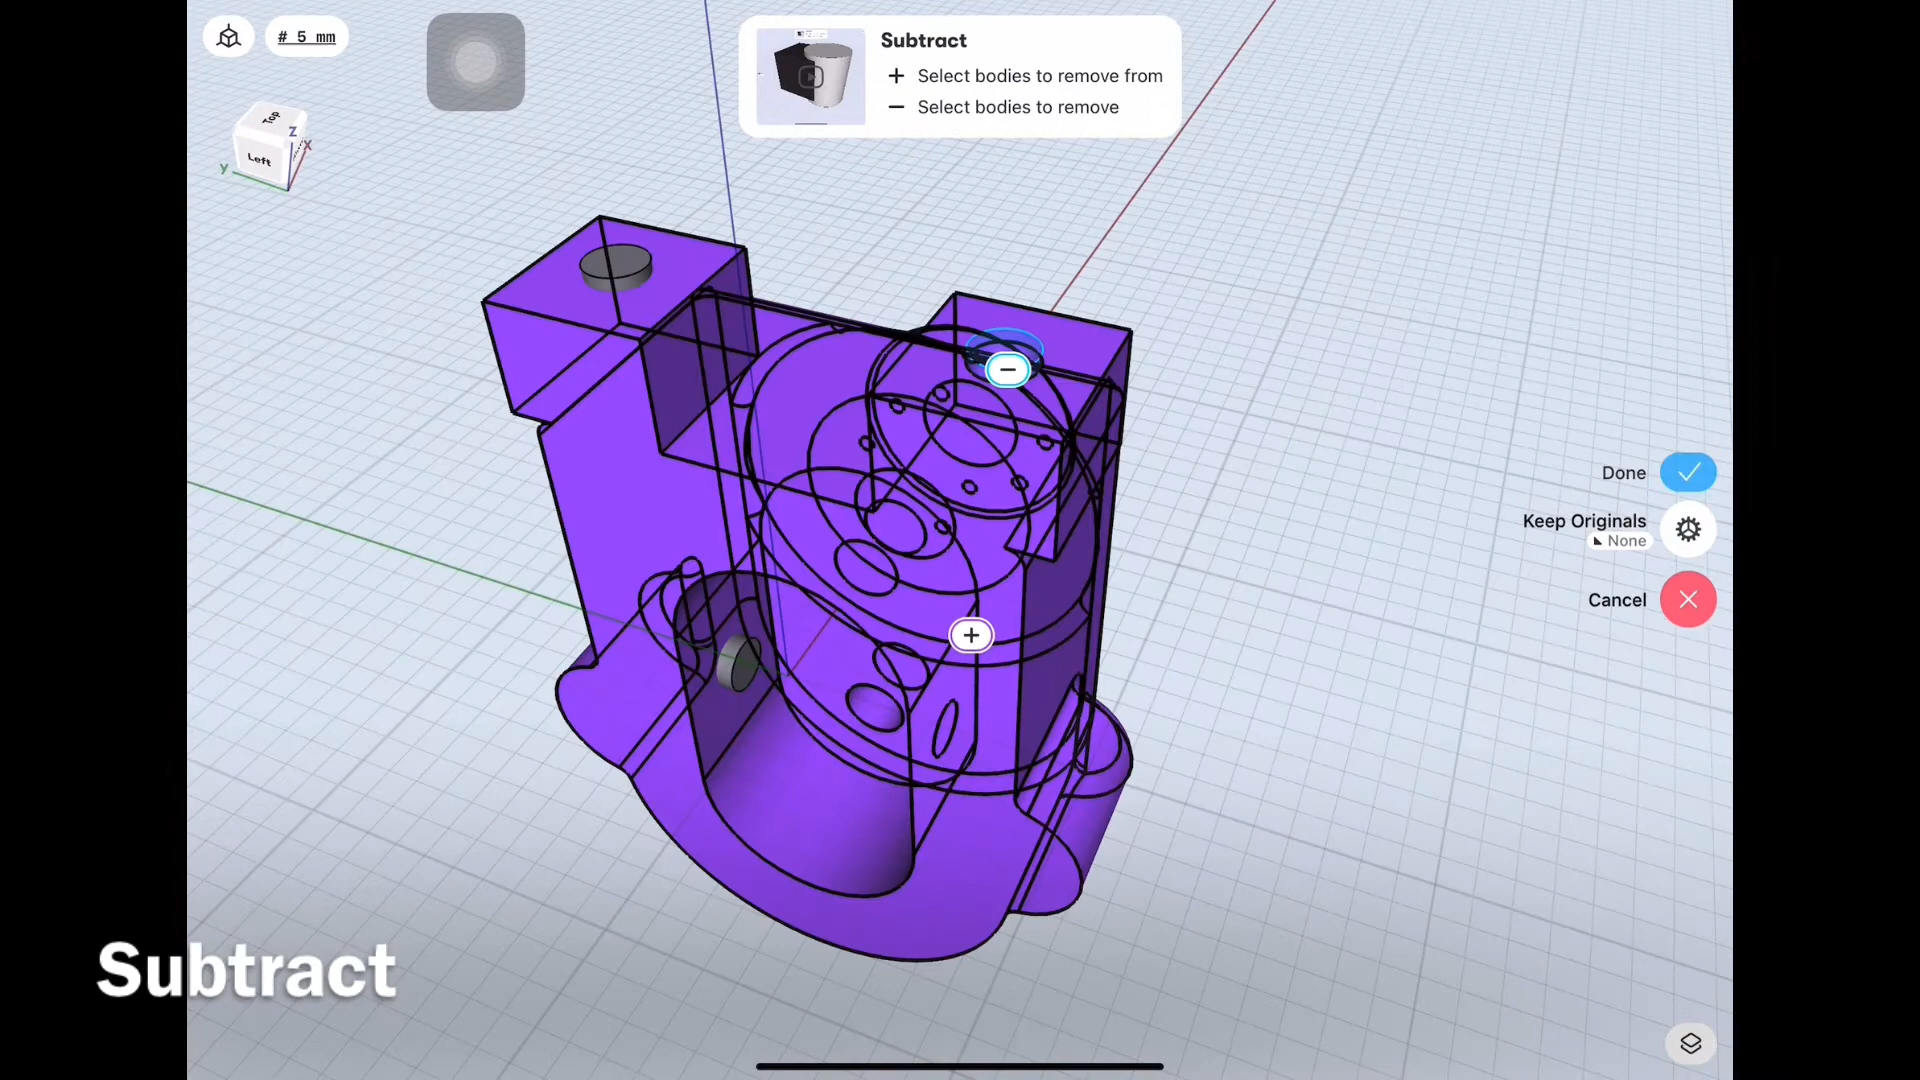 # 5 mm
Subtract
+ Select bodies to remove from
− Select bodies to remove
Top
Z
X
Left
Y
Done
Keep Originals
None
Cancel
Subtract